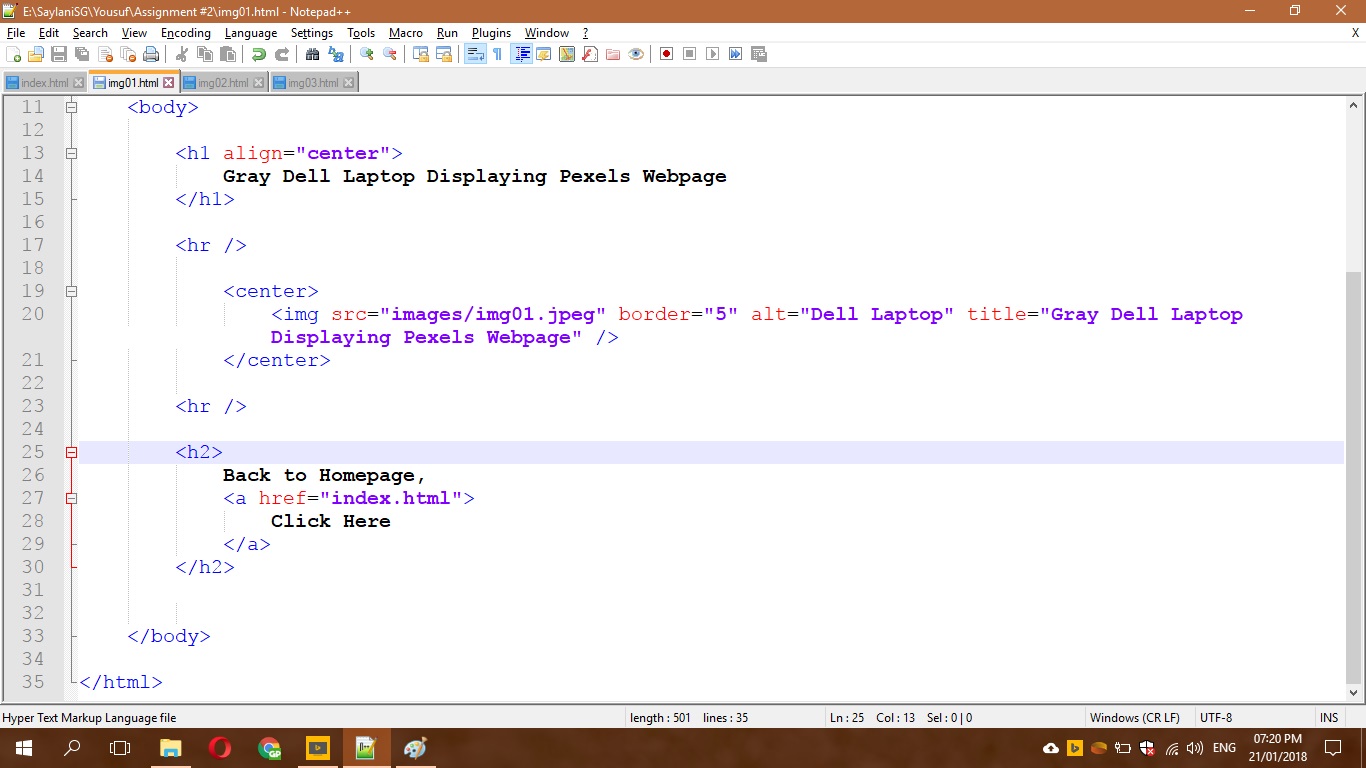 E:\SaylaniSG\Yousuf\Assignment #2\img01.html - Notepad++
File Edit Search View Encoding Language Settings Tools Macro Run Plugins Window ? X
index.html img01.html img02.html img03.html
11 <body>
12
13 <h1 align="center">
14 Gray Dell Laptop Displaying Pexels Webpage
15 </h1>
16
17 <hr />
18
19 <center>
20 <img src="images/img01.jpeg" border="5" alt="Dell Laptop" title="Gray Dell Laptop
Displaying Pexels Webpage" />
21 </center>
22
23 <hr />
24
25 <h2>
26 Back to Homepage,
27 <a href="index.html">
28 Click Here
29 </a>
30 </h2>
31
32
33 </body>
34
35 </html>
Hyper Text Markup Language file length : 501 lines : 35 Ln : 25 Col : 13 Sel : 0 | 0 Windows (CR LF) UTF-8 INS
GP
ENG
07:20 PM
21/01/2018